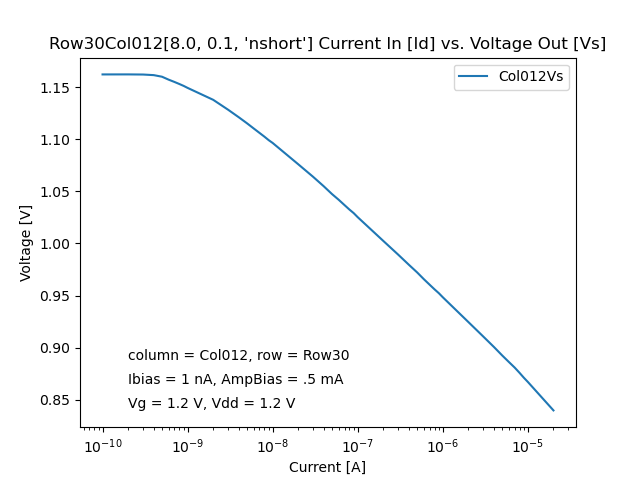 Row30Col012[8.0, 0.1, 'nshort'] Current In [Id] vs. Voltage Out [Vs]
Col012Vs
1.15
1.10
1.05
1.00
0.95
0.90
0.85
Voltage [V]
column = Col012, row = Row30
Ibias = 1 nA, AmpBias = .5 mA
Vg = 1.2 V, Vdd = 1.2 V
10⁻¹⁰ 10⁻⁹ 10⁻⁸ 10⁻⁷ 10⁻⁶ 10⁻⁵
Current [A]